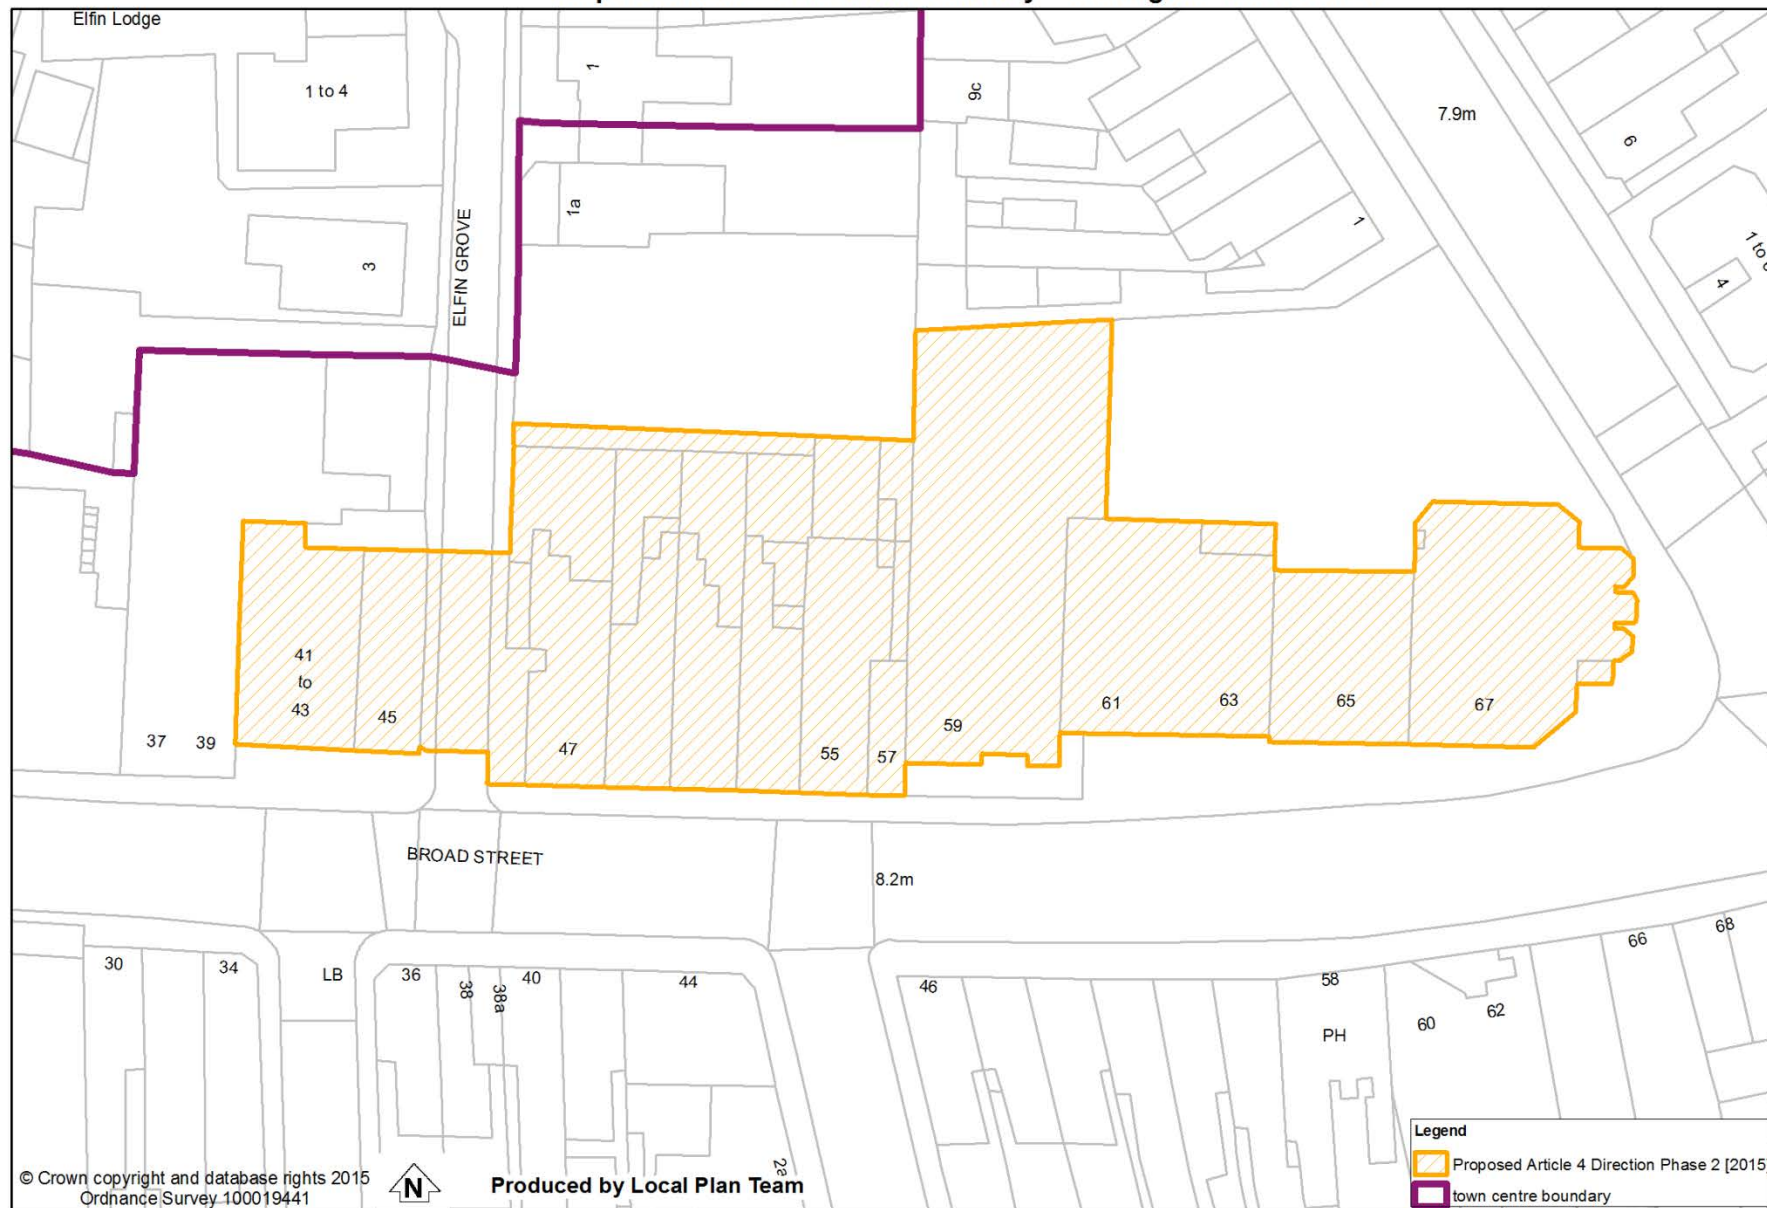 Elfin Lodge
1 to 4
1
9c
7.9m
6
1a
3
ELFIN GROVE
1
4
41
to
43
45
37
39
47
55
57
59
61
63
65
67
BROAD STREET
8.2m
30
34
LB
36
38
38a
40
44
46
58
PH
60
62
66
68
2a
© Crown copyright and database rights 2015
Ordnance Survey 100019441
N
Produced by Local Plan Team
Legend
Proposed Article 4 Direction Phase 2 [2015]
town centre boundary